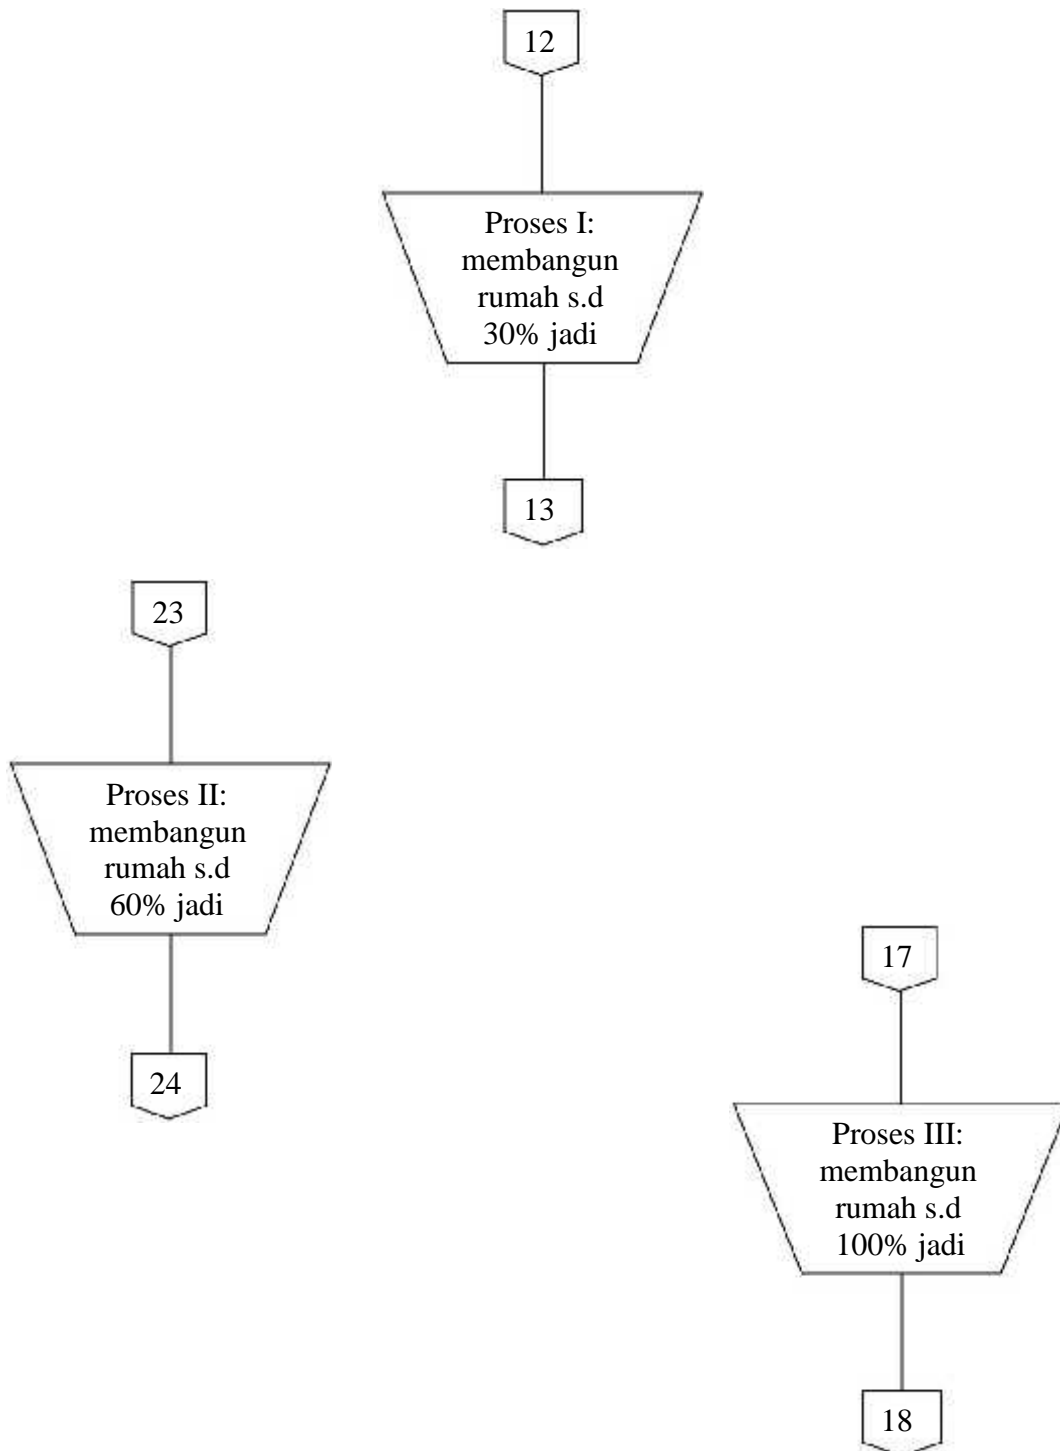 12
Proses I:
membangun
rumah s.d
30% jadi
13
23
Proses II:
membangun
rumah s.d
60% jadi
24
17
Proses III:
membangun
rumah s.d
100% jadi
18